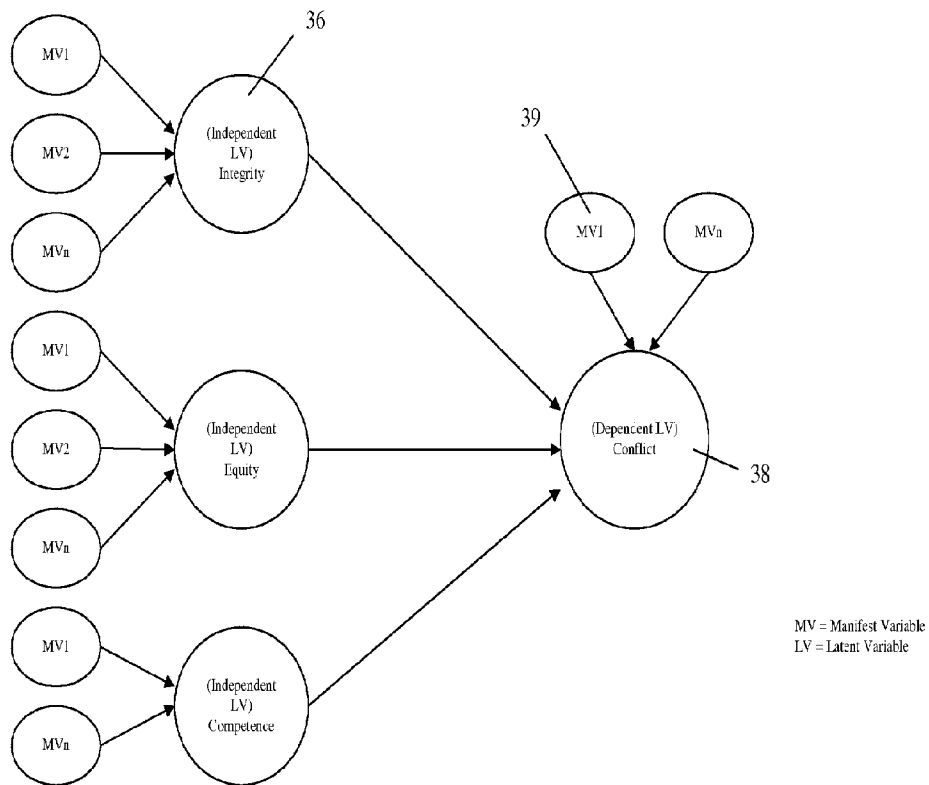 36
MV1
MV2
MVn
(Independent
LV)
Integrity
39
MV1
MVn
MV1
MV2
MVn
(Independent
LV)
Equity
(Dependent LV)
Conflict
38
MV1
MVn
(Independent
LV)
Competence
MV = Manifest Variable
LV = Latent Variable